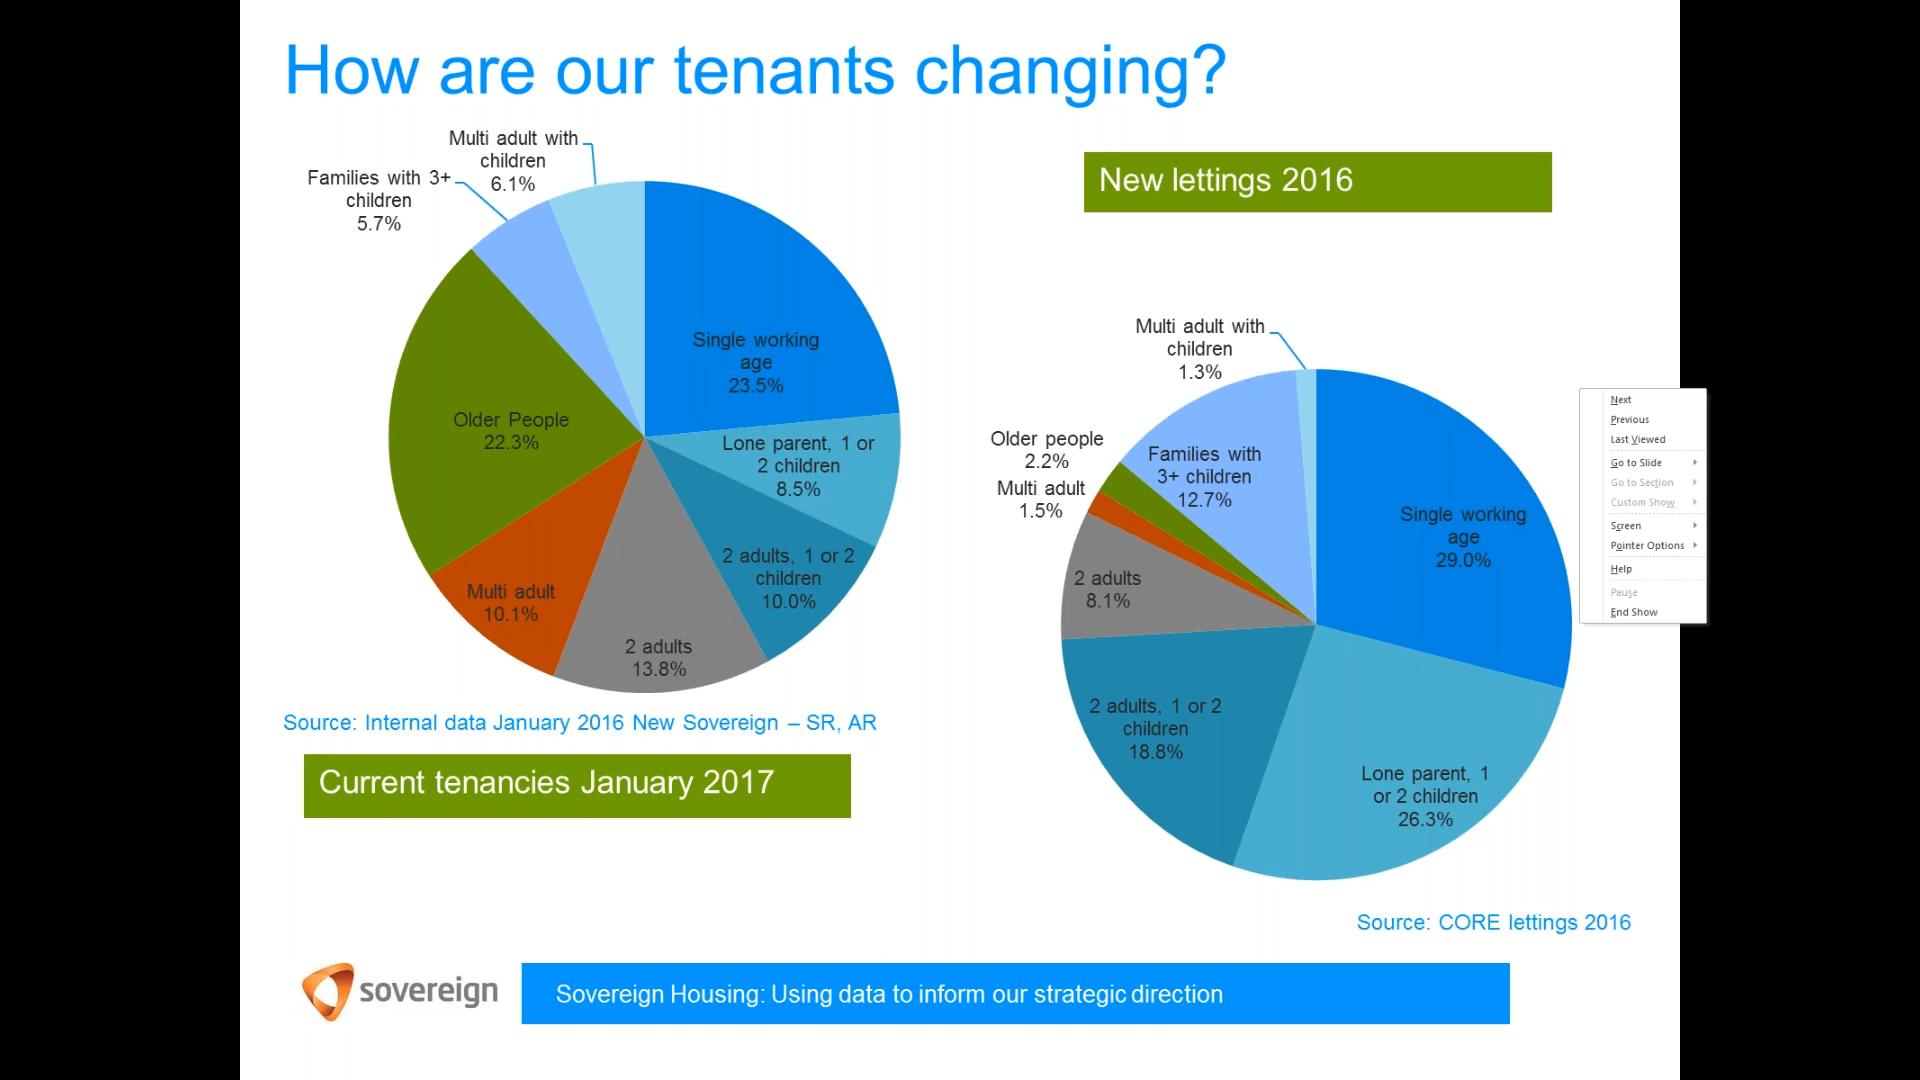 How are our tenants changing?
Multi adult with
children
6.1%
Families with 3+
children
5.7%
Single working
age
23.5%
Older People
22.3%
Lone parent, 1 or
2 children
8.5%
2 adults, 1 or 2
children
10.0%
Multi adult
10.1%
2 adults
13.8%
Source: Internal data January 2016 New Sovereign – SR, AR
Current tenancies January 2017
New lettings 2016
Multi adult with
children
1.3%
Older people
2.2%
Multi adult
1.5%
Families with
3+ children
12.7%
Single working
age
29.0%
2 adults
8.1%
2 adults, 1 or 2
children
18.8%
Lone parent, 1
or 2 children
26.3%
Source: CORE lettings 2016
Next
Previous
Last Viewed
Go to Slide
Go to Section
Custom Show
Screen
Pointer Options
Help
Pause
End Show
sovereign
Sovereign Housing: Using data to inform our strategic direction